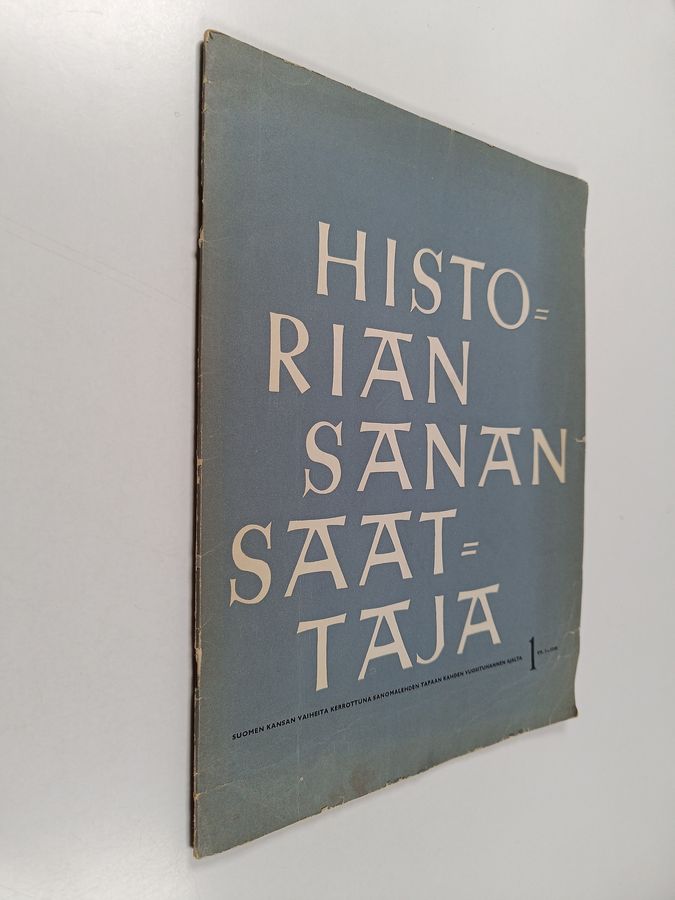 HISTO=
RIAN
SANAN
SAAT=
TAJA
SUOMEN KANSAN VAIHEITA KERROTTUNA SANOMALEHDEN TAPAAN KAHDEN VUOSITUHANNEN AJALTA 1